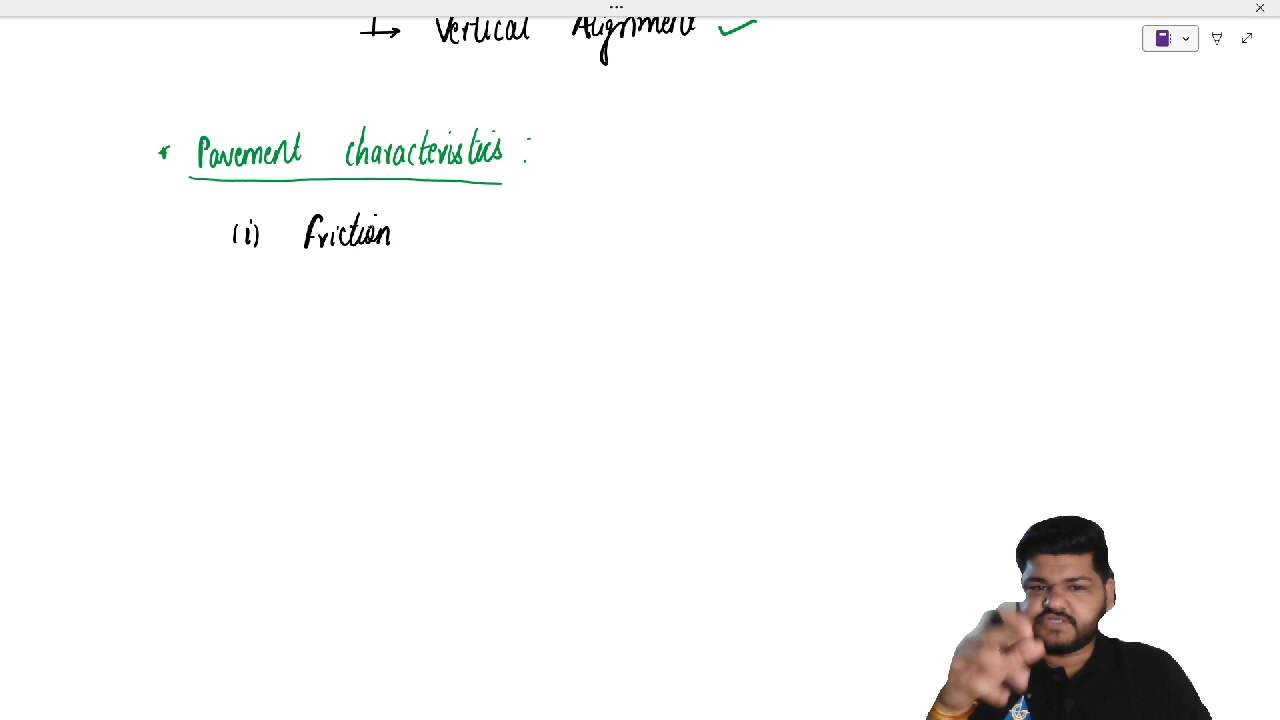 → Vertical Alignment ✓
* Pavement characteristics :
(i) Friction